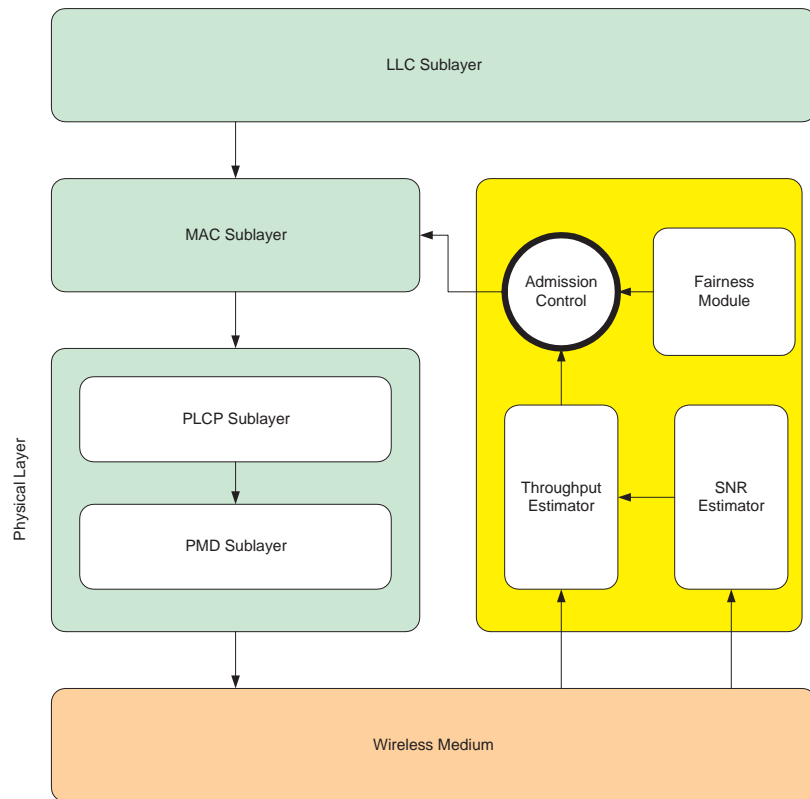 LLC Sublayer
MAC Sublayer
Admission
Control
Fairness
Module
Physical Layer
PLCP Sublayer
PMD Sublayer
Throughput
Estimator
SNR
Estimator
Wireless Medium